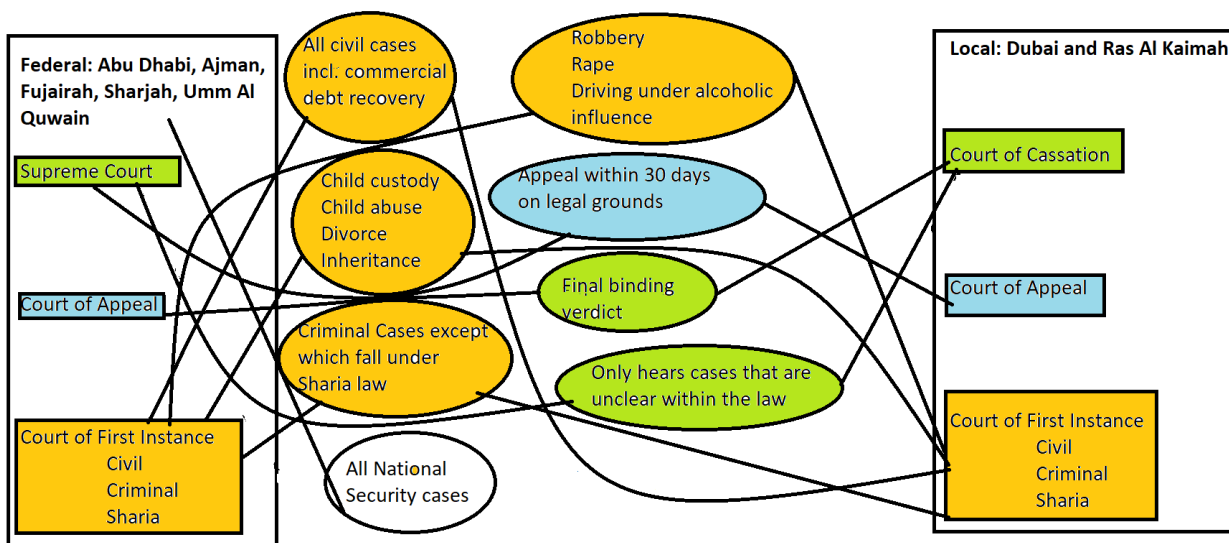 Federal: Abu Dhabi, Ajman,
Fujairah, Sharjah, Umm Al
Quwain
Supreme Court
Court of Appeal
Court of First Instance
Civil
Criminal
Sharia
All civil cases
incl. commercial
debt recovery
Child custody
Child abuse
Divorce
Inheritance
Criminal Cases except
which fall under
Sharia law
All National
Security cases
Robbery
Rape
Driving under alcoholic
influence
Appeal within 30 days
on legal grounds
Final binding
verdict
Only hears cases that are
unclear within the law
Local: Dubai and Ras Al Kaimah
Court of Cassation
Court of Appeal
Court of First Instance
Civil
Criminal
Sharia